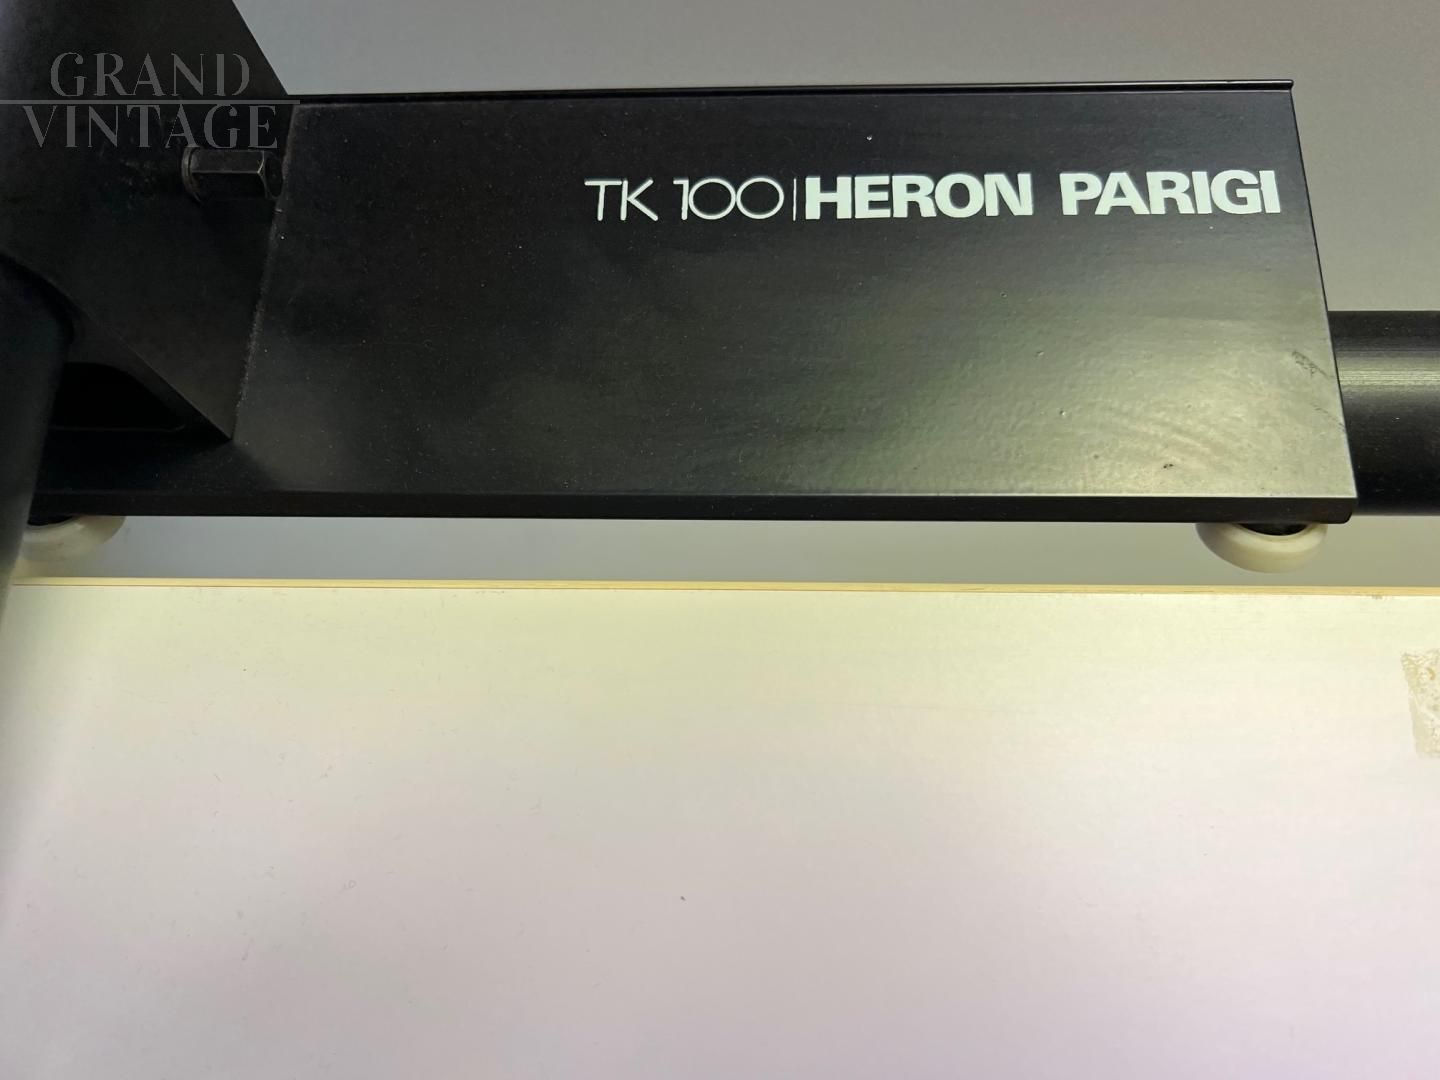 GRAND
VINTAGE
TK 100|HERON PARIGI